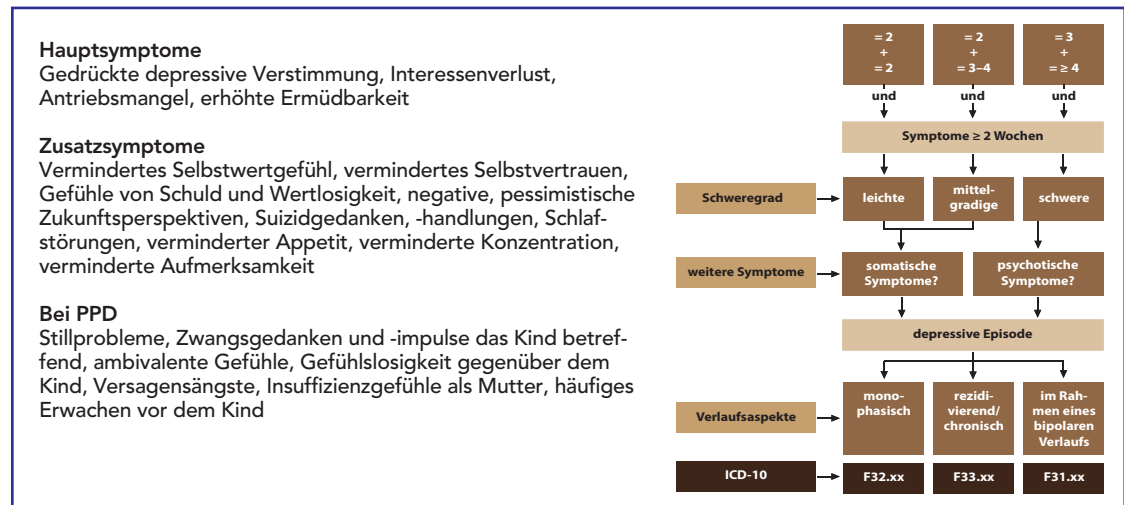 Hauptsymptome
Gedrückte depressive Verstimmung, Interessenverlust,
Antriebsmangel, erhöhte Ermüdbarkeit
Zusatzsymptome
Vermindertes Selbstwertgefühl, vermindertes Selbstvertrauen,
Gefühle von Schuld und Wertlosigkeit, negative, pessimistische
Zukunftsperspektiven, Suizidgedanken, -handlungen, Schlaf-
störungen, verminderter Appetit, verminderte Konzentration,
verminderte Aufmerksamkeit
Bei PPD
Stillprobleme, Zwangsgedanken und -impulse das Kind betref-
fend, ambivalente Gefühle, Gefühlslosigkeit gegenüber dem
Kind, Versagensängste, Insuffizienzgefühle als Mutter, häufiges
Erwachen vor dem Kind
= 2
+
= 2
= 2
+
= 3–4
= 3
+
= ≥ 4
und
und
und
Symptome ≥ 2 Wochen
Schweregrad
leichte
mittel-
gradige
schwere
weitere Symptome
somatische
Symptome?
psychotische
Symptome?
depressive Episode
Verlaufsaspekte
mono-
phasisch
rezidi-
vierend/
chronisch
im Rah-
men eines
bipolaren
Verlaufs
ICD-10
F32.xx
F33.xx
F31.xx